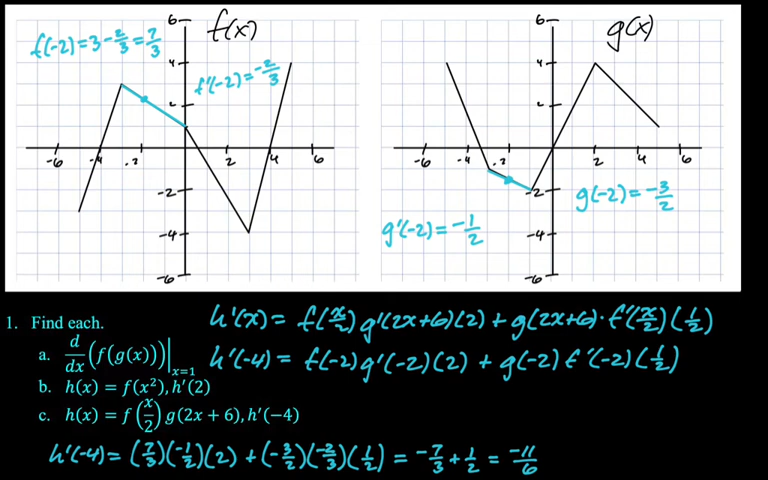 f(x)
f(-2)=3-2/3=7/3
f'(-2)=-2/3
6
4
2
-6 -4 -2 2 4 6
-2
-4
-6
g(x)
6
4
2
-6 -4 -2 2 4 6
-2
-4
-6
g(-2)=-3/2
g'(-2)=-1/2
1. Find each.
a. d/dx (f(g(x)))|x=1
b. h(x) = f(x²), h'(2)
c. h(x) = f(x/2) g(2x + 6), h'(-4)
h'(x) = f(x/2) g'(2x+6)(2) + g(2x+6)·f'(x/2)(1/2)
h'(-4) = f(-2)g'(-2)(2) + g(-2) f'(-2)(1/2)
h'(-4) = (7/3)(-1/2)(2) + (-3/2)(-2/3)(1/2) = -7/3 + 1/2 = -11/6